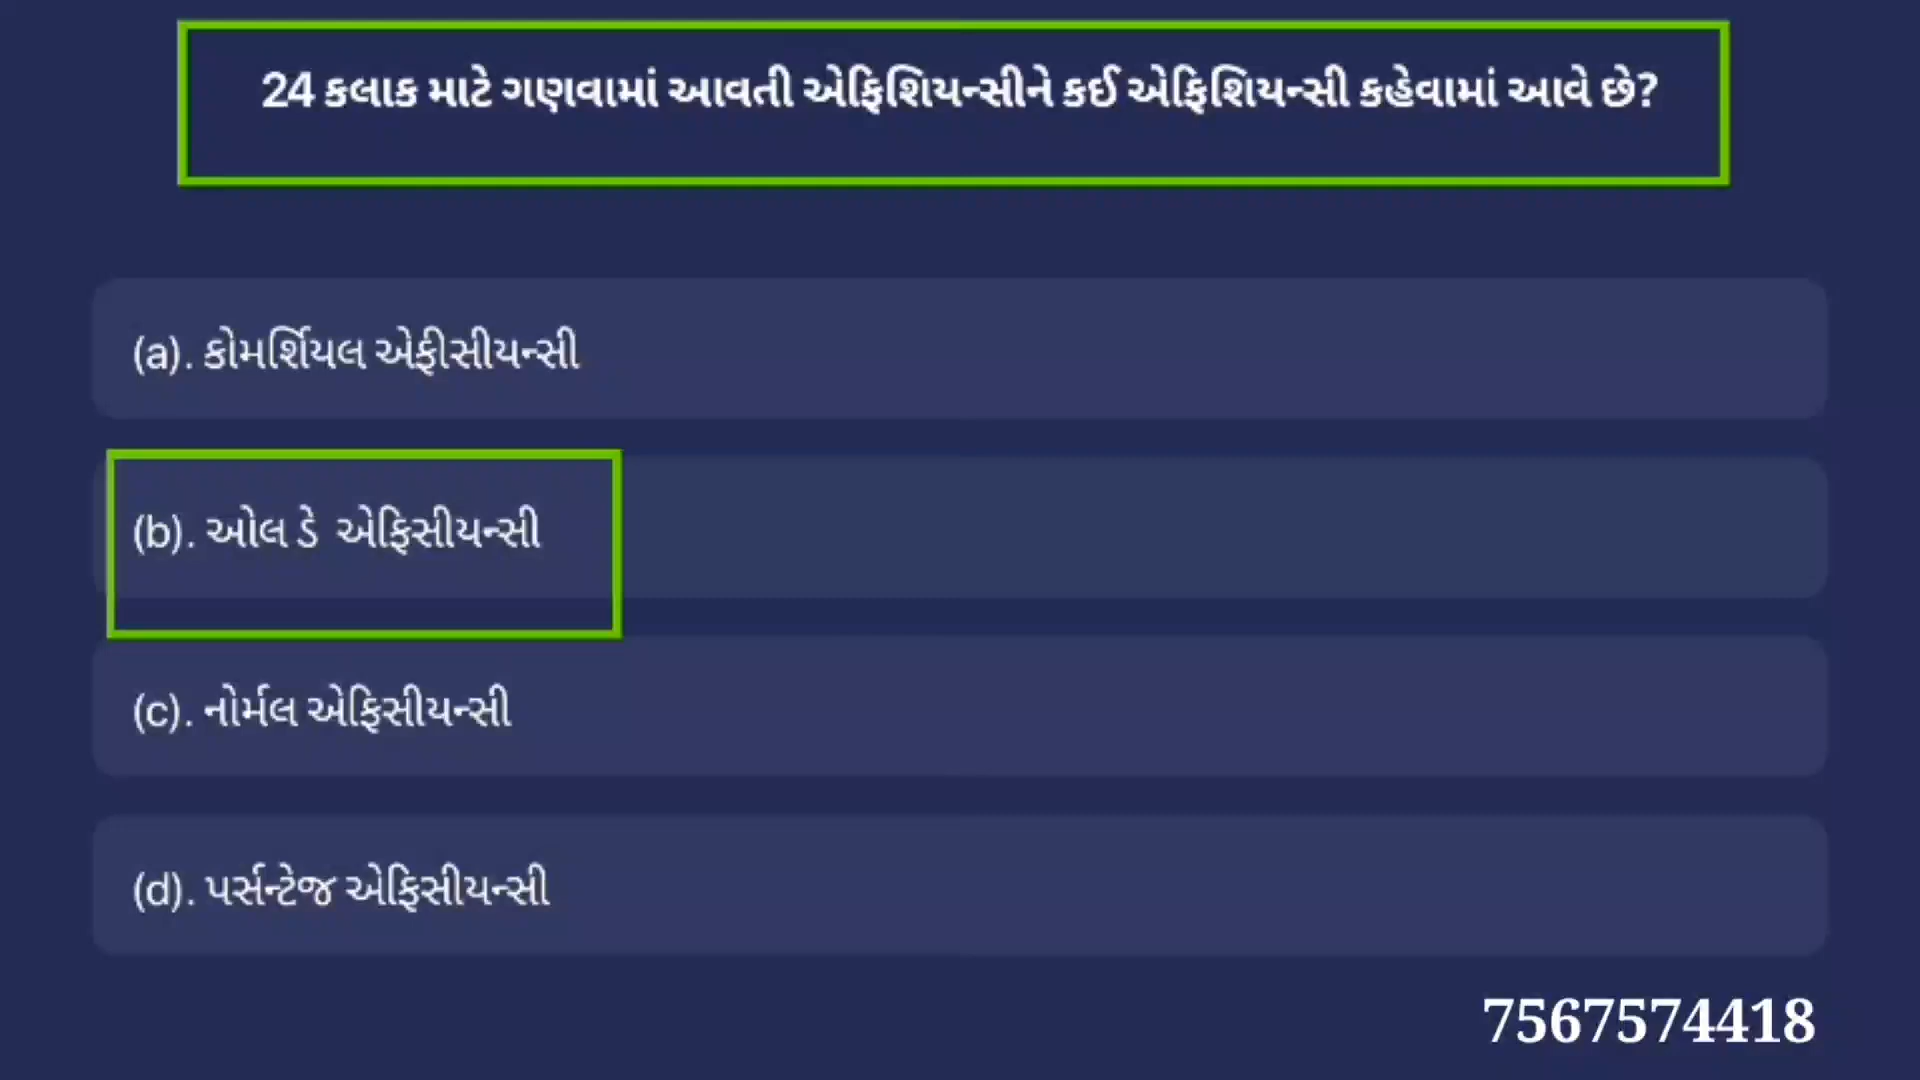 24 કલાક માટે ગણવામાં આવતી એફિશિયન્સીને કઈ એફિશિયન્સી કહેવામાં આવે છે?
(a). કોમર્શિયલ એફીસીયન્સી
(b). ઓલ ડે એફિસીયન્સી
(c). નોર્મલ એફિસીયન્સી
(d). પર્સન્ટેજ એફિસીયન્સી
7567574418